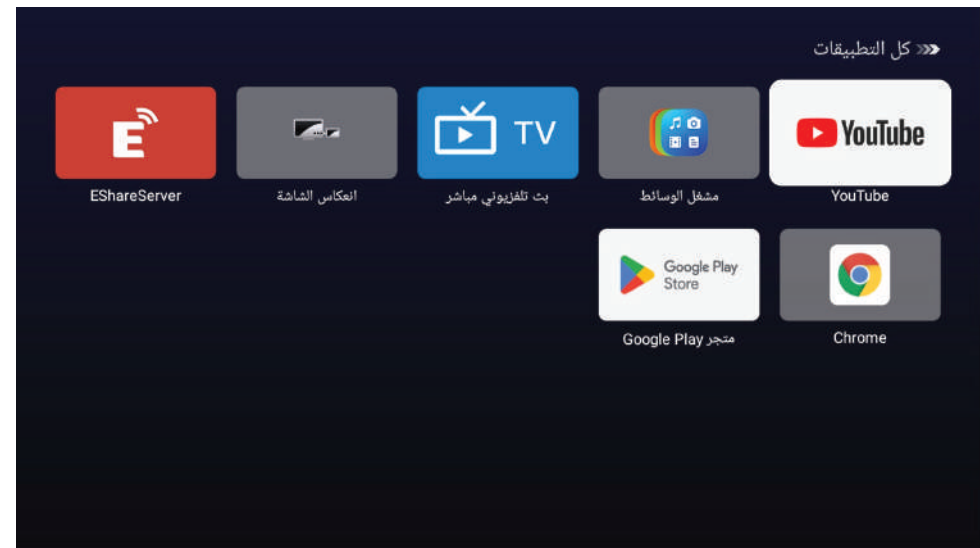 كل التطبيقات
YouTube
TV
E
YouTube
مشغل الوسائط
بث تلفزيوني مباشر
انعكاس الشاشة
EShareServer
Google Play
Store
Chrome
متجر Google Play